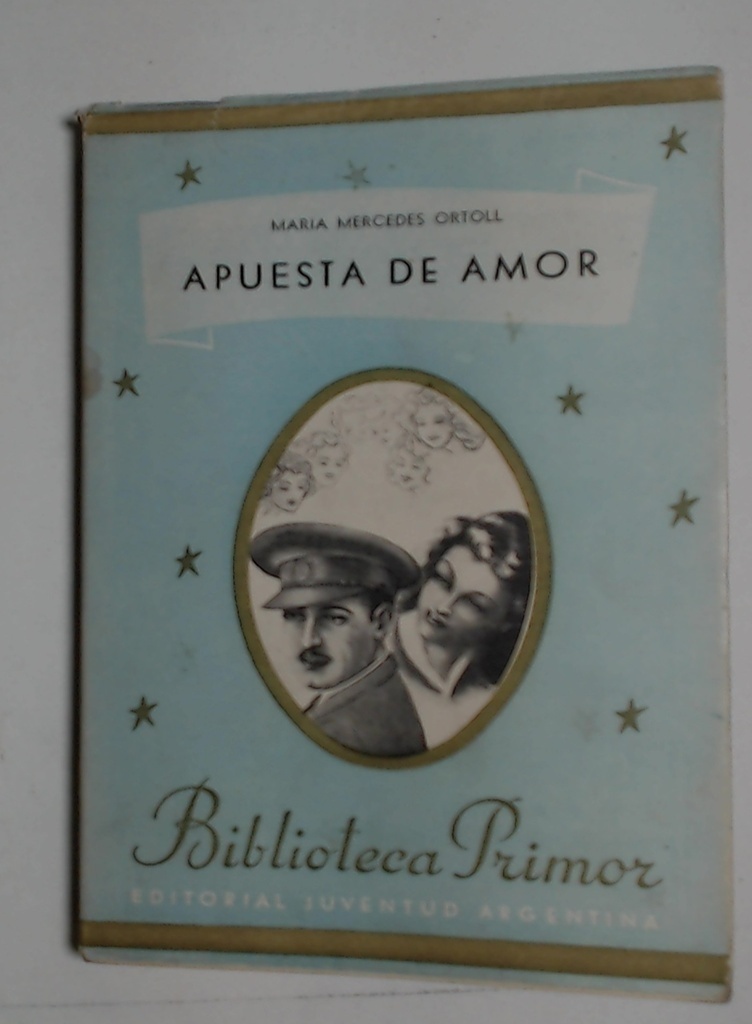 MARIA MERCEDES ORTOLL
APUESTA DE AMOR
Biblioteca Primor
EDITORIAL JUVENTUD ARGENTINA